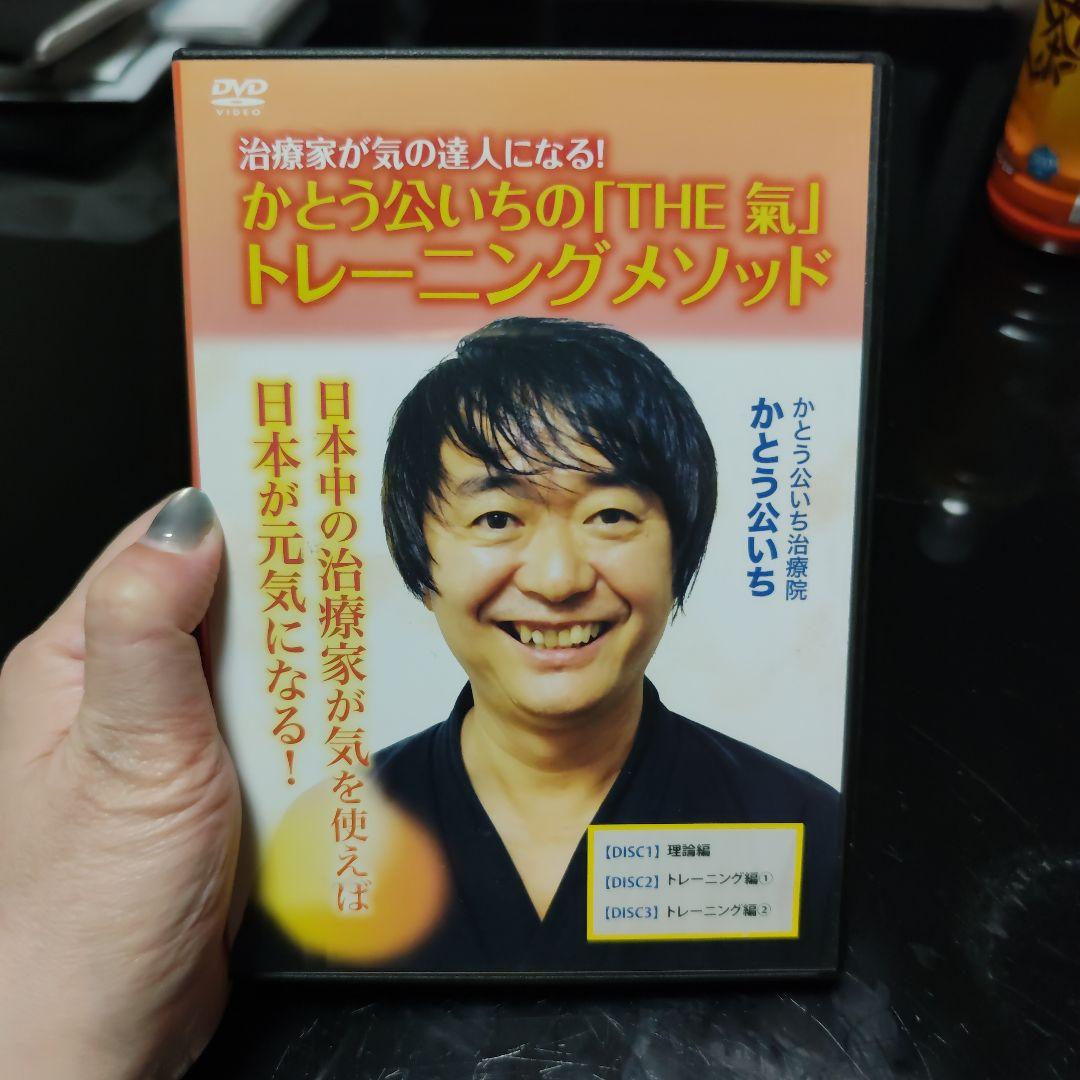 DVD
VIDEO
治療家が気の達人になる!
かとう公いちの「THE 氣」
トレーニングメソッド
かとう公いち治療院
かとう公いち
日本中の治療家が気を使えば
日本が元気になる!
【DISC1】理論編
【DISC2】トレーニング編①
【DISC3】トレーニング編②